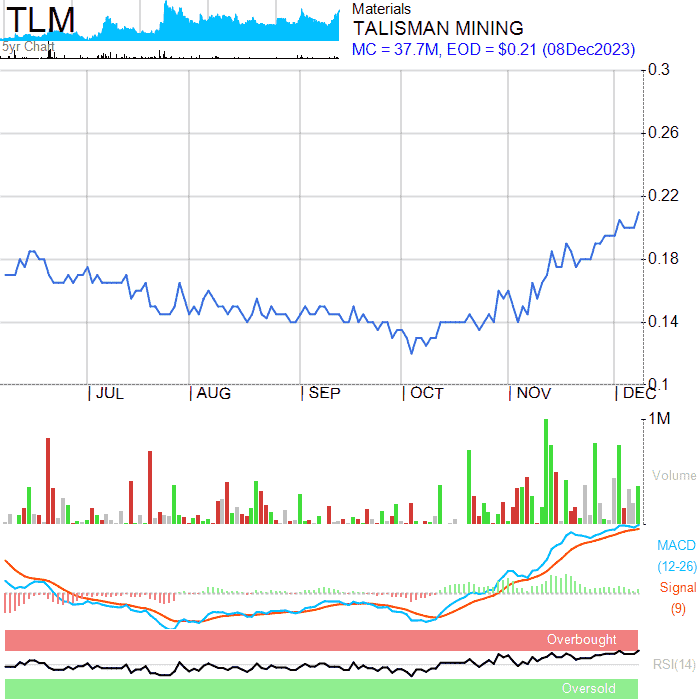 TLM
5yr Chart
Materials
TALISMAN MINING
MC = 37.7M, EOD = $0.21 (08Dec2023)
0.3
0.26
0.22
0.18
0.14
0.1
JUL AUG SEP OCT NOV DEC
1M
Volume
MACD
(12-26)
Signal
(9)
Overbought
RSI(14)
Oversold